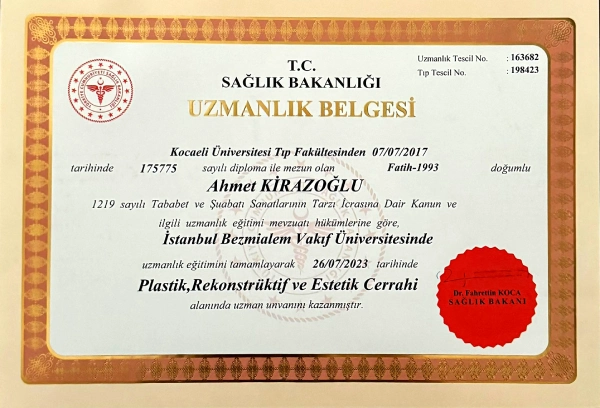 T.C.
SAĞLIK BAKANLIĞI
UZMANLIK BELGESİ
Uzmanlık Tescil No. : 163682
Tıp Tescil No. : 198423
Kocaeli Üniversitesi Tıp Fakültesinden 07/07/2017
tarihinde 175775 sayılı diploma ile mezun olan Fatih-1993 doğumlu
Ahmet KİRAZOĞLU
1219 sayılı Tababet ve Şuabatı Sanatlarının Tarzı İcrasına Dair Kanun ve
ilgili uzmanlık eğitimi mevzuatı hükümlerine göre,
İstanbul Bezmialem Vakıf Üniversitesinde
uzmanlık eğitimini tamamlayarak 26/07/2023 tarihinde
Plastik,Rekonstrüktif ve Estetik Cerrahi
alanında uzman unvanını kazanmıştır.
Dr. Fahrettin KOCA
SAĞLIK BAKANI